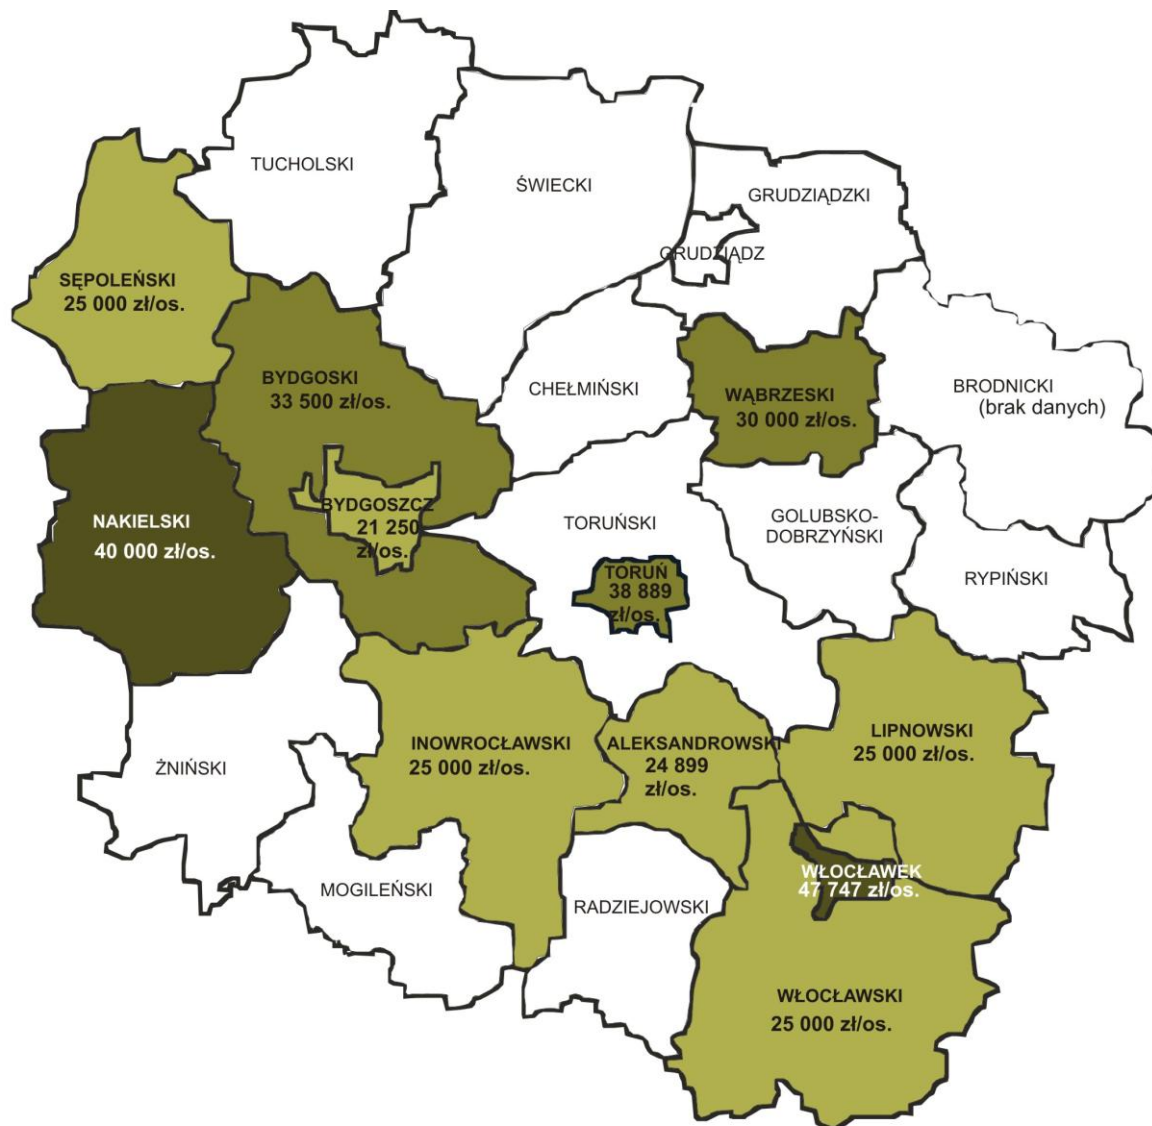 TUCHOLSKI
ŚWIECKI
GRUDZIĄDZKI
GRUDZIĄDZ
SĘPOLEŃSKI
25 000 zł/os.
BYDGOSKI
33 500 zł/os.
CHEŁMIŃSKI
WĄBRZESKI
30 000 zł/os.
BRODNICKI
(brak danych)
NAKIELSKI
40 000 zł/os.
BYDGOSZCZ
21 250
zł/os.
TORUŃSKI
GOLUBSKO-
DOBRZYŃSKI
TORUŃ
38 889
zł/os.
RYPIŃSKI
ŻNIŃSKI
INOWROCŁAWSKI
25 000 zł/os.
ALEKSANDROWSKI
24 899
zł/os.
LIPNOWSKI
25 000 zł/os.
MOGILEŃSKI
RADZIEJOWSKI
WŁOCŁAWEK
47 747 zł/os.
WŁOCŁAWSKI
25 000 zł/os.